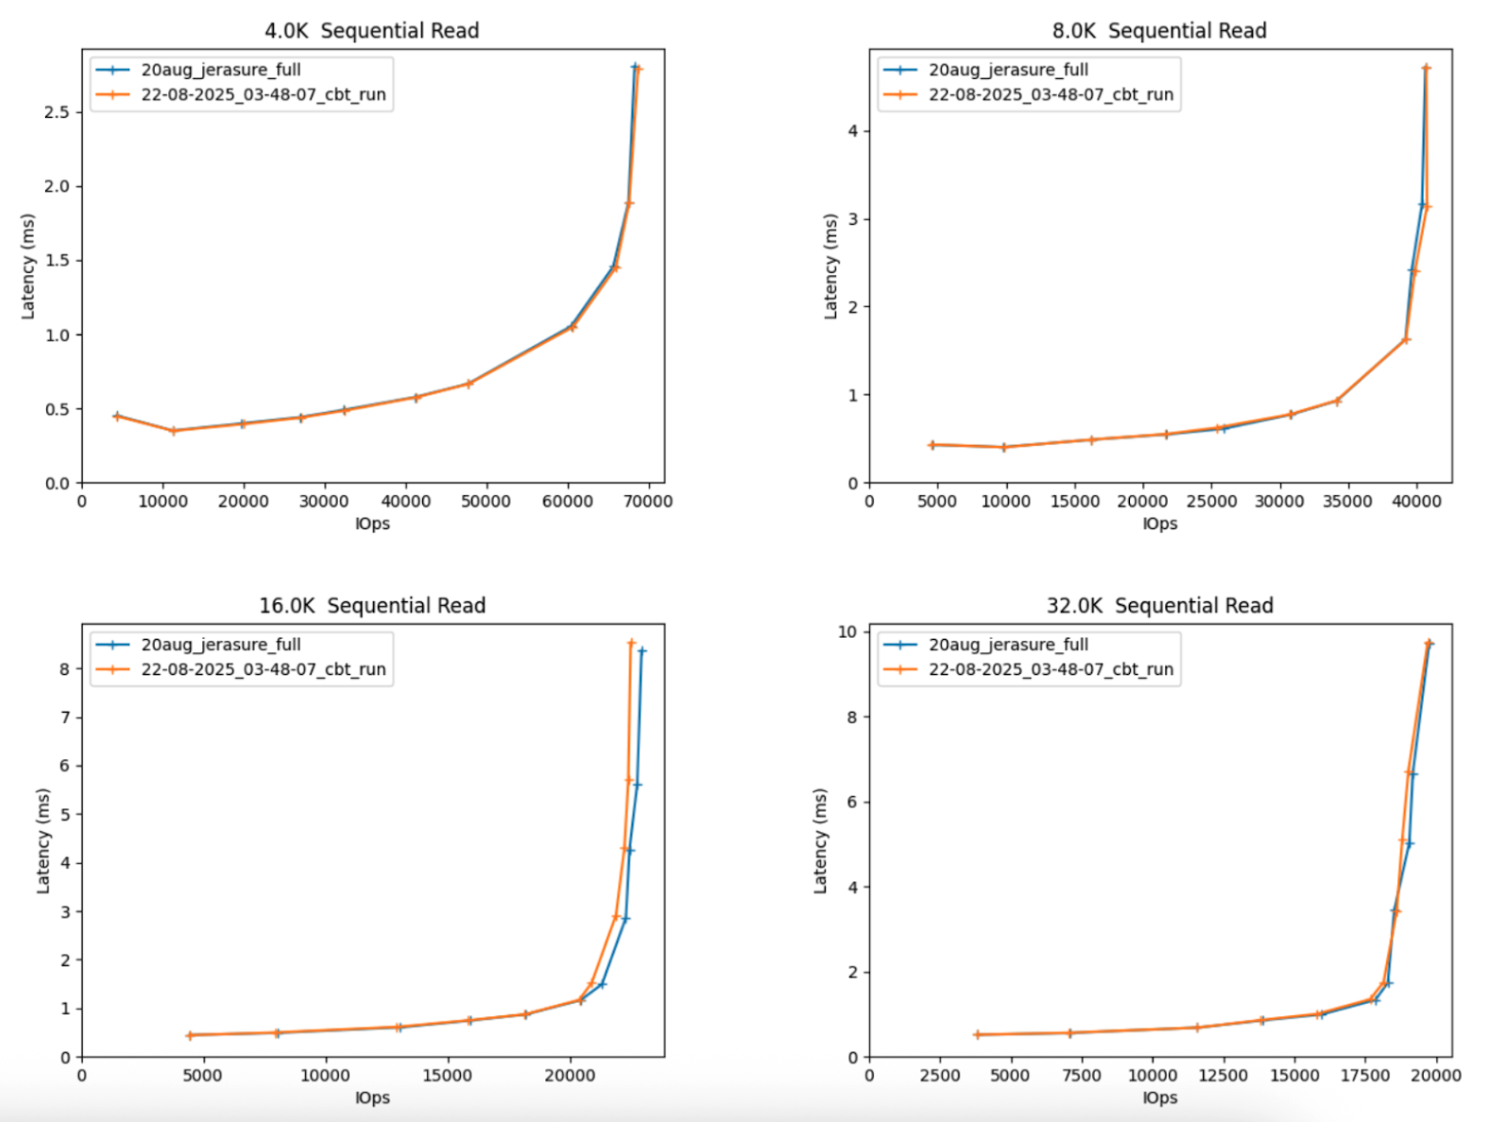 4.0K  Sequential Read
20aug_jerasure_full
22-08-2025_03-48-07_cbt_run
Latency (ms)
2.5
2.0
1.5
1.0
0.5
0.0
0 10000 20000 30000 40000 50000 60000 70000
IOps
8.0K  Sequential Read
20aug_jerasure_full
22-08-2025_03-48-07_cbt_run
Latency (ms)
4
3
2
1
0
0 5000 10000 15000 20000 25000 30000 35000 40000
IOps
16.0K  Sequential Read
20aug_jerasure_full
22-08-2025_03-48-07_cbt_run
Latency (ms)
8
7
6
5
4
3
2
1
0
0 5000 10000 15000 20000
IOps
32.0K  Sequential Read
20aug_jerasure_full
22-08-2025_03-48-07_cbt_run
Latency (ms)
10
8
6
4
2
0
0 2500 5000 7500 10000 12500 15000 17500 20000
IOps